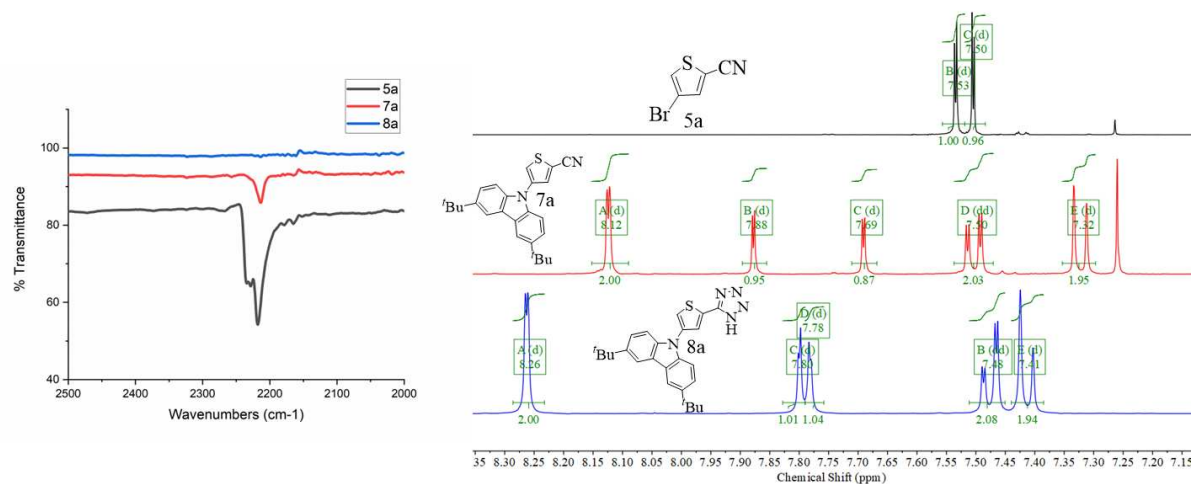 5a
7a
8a
100
80
60
40
% Transmittance
2500
2400
2300
2200
2100
2000
Wavenumbers (cm-1)
S
CN
Br
5a
C (d)
7.50
B (d)
7.53
1.00 0.96
S
CN
N
7a
tBu
tBu
A (d)
8.12
B (d)
7.88
C (d)
7.69
D (dd)
7.50
E (d)
7.32
2.00
0.95
0.87
2.03
1.95
N
N
S
N
N
H
N
8a
tBu
tBu
A (d)
8.26
D (d)
7.78
C (d)
7.80
B (dd)
7.48
E (d)
7.41
2.00
1.01 1.04
2.08
1.94
.35 8.30 8.25 8.20 8.15 8.10 8.05 8.00 7.95 7.90 7.85 7.80 7.75 7.70 7.65 7.60 7.55 7.50 7.45 7.40 7.35 7.30 7.25 7.20 7.15
Chemical Shift (ppm)